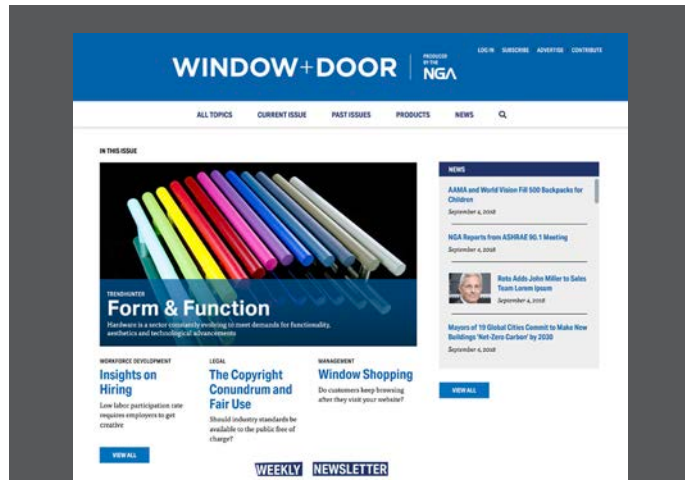 LOG IN SUBSCRIBE ADVERTISE CONTRIBUTE
WINDOW+DOOR
PRODUCED
BY THE
NGA
ALL TOPICS CURRENT ISSUE PAST ISSUES PRODUCTS NEWS
IN THIS ISSUE
TRENDHUNTER
Form & Function
Hardware is a sector constantly evolving to meet demands for functionality,
aesthetics and technological advancements
WORKFORCE DEVELOPMENT
Insights on
Hiring
Low labor participation rate
requires employers to get
creative
LEGAL
The Copyright
Conundrum and
Fair Use
Should industry standards be
available to the public free of
charge?
MANAGEMENT
Window Shopping
Do customers keep browsing
after they visit your website?
VIEW ALL
NEWS
AAMA and World Vision Fill 500 Backpacks for
Children
September 4, 2018
NGA Reports from ASHRAE 90.1 Meeting
September 4, 2018
Roto Adds John Miller to Sales
Team Lorem Ipsum
September 4, 2018
Mayors of 19 Global Cities Commit to Make New
Buildings 'Net-Zero Carbon' by 2030
September 4, 2018
VIEW ALL
WEEKLY NEWSLETTER